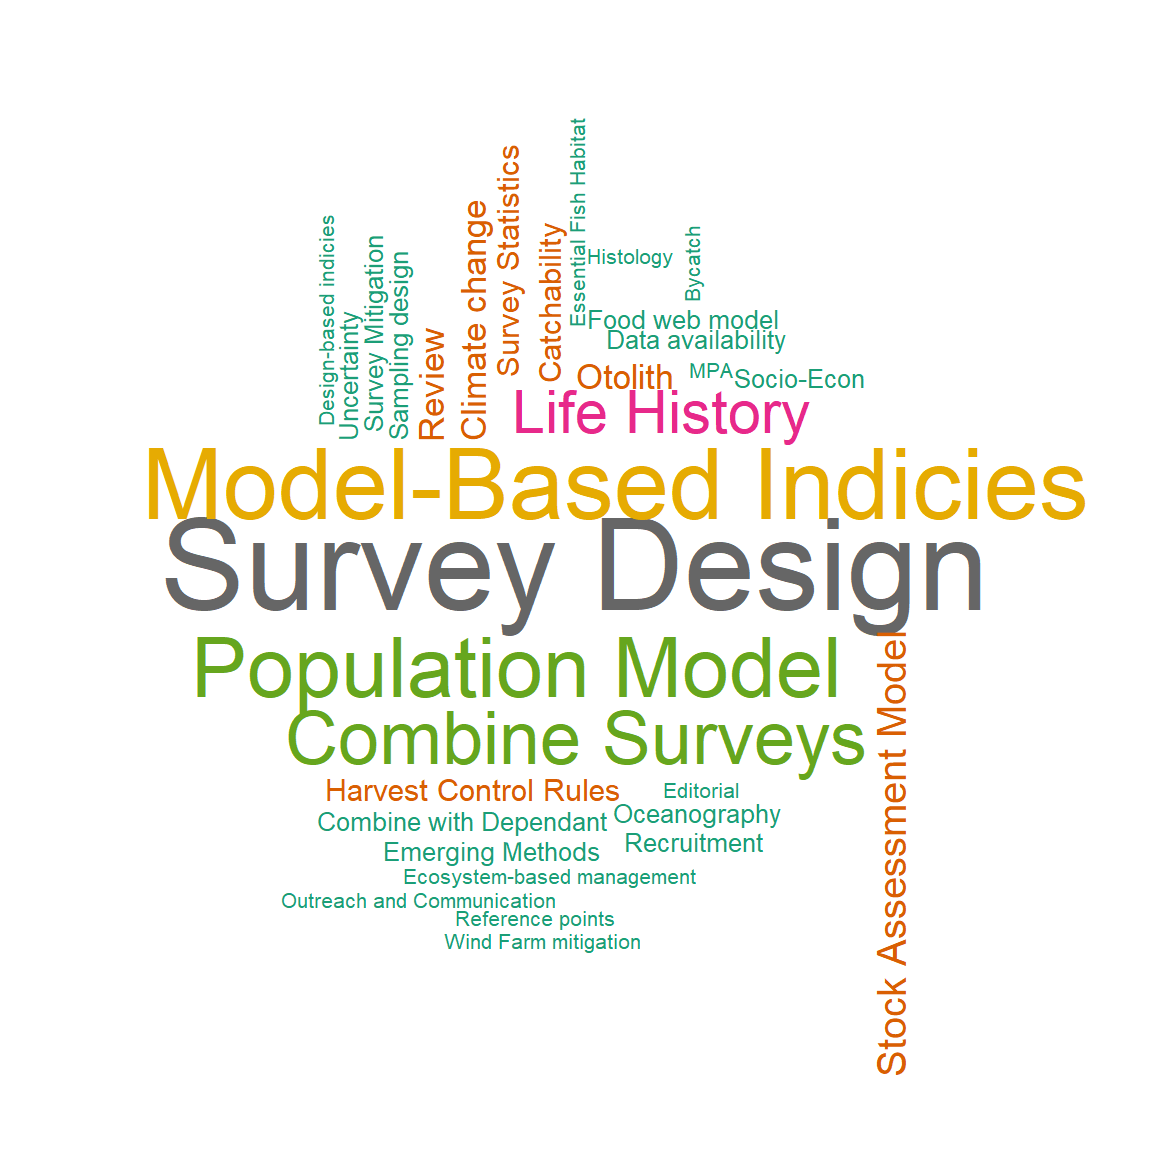 Design-based indicies
Uncertainty
Survey Mitigation
Sampling design
Review
Climate change
Survey Statistics
Catchability
Essential Fish Habitat
Histology
Bycatch
Food web model
Data availability
Otolith
MPA
Socio-Econ
Life History
Model-Based Indicies
Survey Design
Population Model
Combine Surveys
Stock Assessment Model
Harvest Control Rules
Editorial
Combine with Dependant
Oceanography
Emerging Methods
Recruitment
Ecosystem-based management
Outreach and Communication
Reference points
Wind Farm mitigation